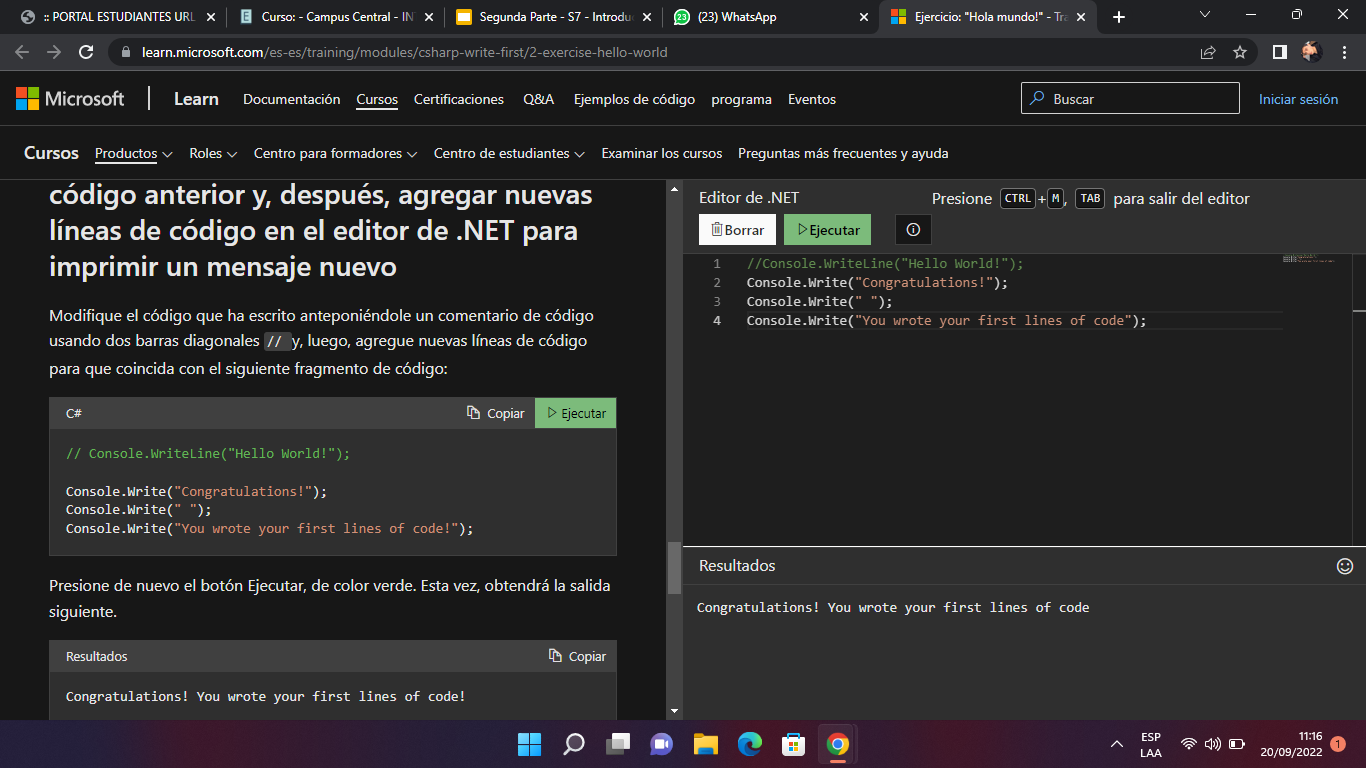 :: PORTAL ESTUDIANTES URL
Curso: - Campus Central - IN
Segunda Parte - S7 - Introdu
23
(23) WhatsApp
Ejercicio: "Hola mundo!" - Tra
learn.microsoft.com/es-es/training/modules/csharp-write-first/2-exercise-hello-world
Microsoft
Learn
Documentación
Cursos
Certificaciones
Q&A
Ejemplos de código
programa
Eventos
Buscar
Iniciar sesión
Cursos
Productos
Roles
Centro para formadores
Centro de estudiantes
Examinar los cursos
Preguntas más frecuentes y ayuda
código anterior y, después, agregar nuevas
líneas de código en el editor de .NET para
imprimir un mensaje nuevo
Modifique el código que ha escrito anteponiéndole un comentario de código
usando dos barras diagonales // y, luego, agregue nuevas líneas de código
para que coincida con el siguiente fragmento de código:
C#
Copiar
Ejecutar
// Console.WriteLine("Hello World!");
Console.Write("Congratulations!");
Console.Write(" ");
Console.Write("You wrote your first lines of code!");
Presione de nuevo el botón Ejecutar, de color verde. Esta vez, obtendrá la salida
siguiente.
Resultados
Copiar
Congratulations! You wrote your first lines of code!
Editor de .NET
Presione CTRL+M, TAB para salir del editor
Borrar
Ejecutar
1 //Console.WriteLine("Hello World!");
2 Console.Write("Congratulations!");
3 Console.Write(" ");
4 Console.Write("You wrote your first lines of code");
Resultados
Congratulations! You wrote your first lines of code
ESP
LAA
11:16
20/09/2022
1